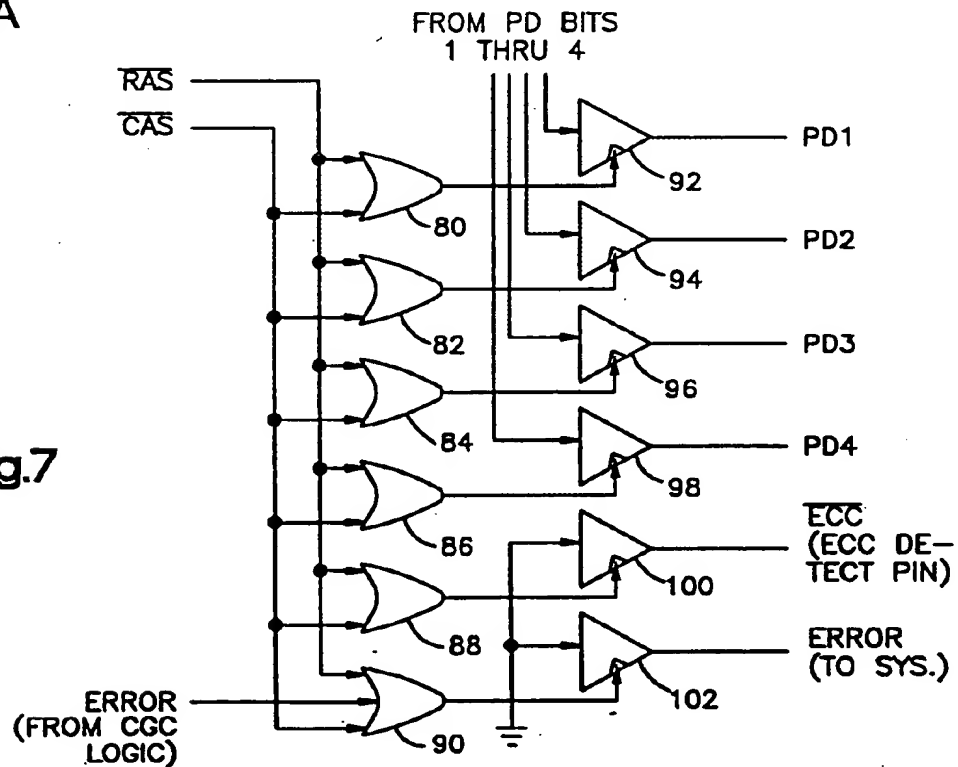 A
FROM PD BITS
1 THRU 4
RAS
CAS
PD1
92
80
PD2
94
82
PD3
96
84
PD4
98
g.7
86
ECC
(ECC DE-
TECT PIN)
100
88
ERROR
(TO SYS.)
102
ERROR
(FROM CGC
LOGIC)
90